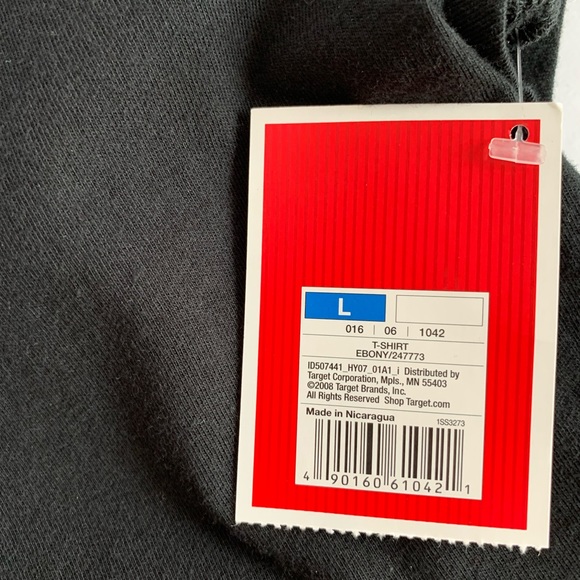 L
016 | 06 | 1042
T-SHIRT
EBONY/247773
ID507441_HY07_01A1_i Distributed by
Target Corporation, Mpls., MN 55403
©2008 Target Brands, Inc.
All Rights Reserved Shop Target.com
Made in Nicaragua 1SS3273
4 90160 61042 1